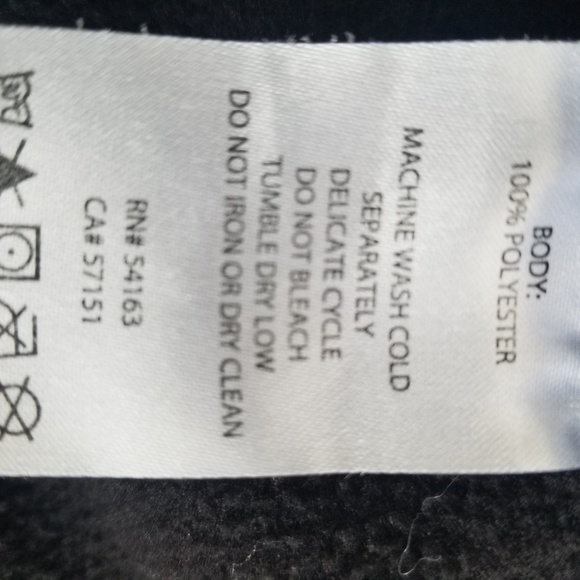 BODY:
100% POLYESTER
MACHINE WASH COLD
SEPARATELY
DELICATE CYCLE
DO NOT BLEACH
TUMBLE DRY LOW
DO NOT IRON OR DRY CLEAN
RN# 54163
CA# 57151